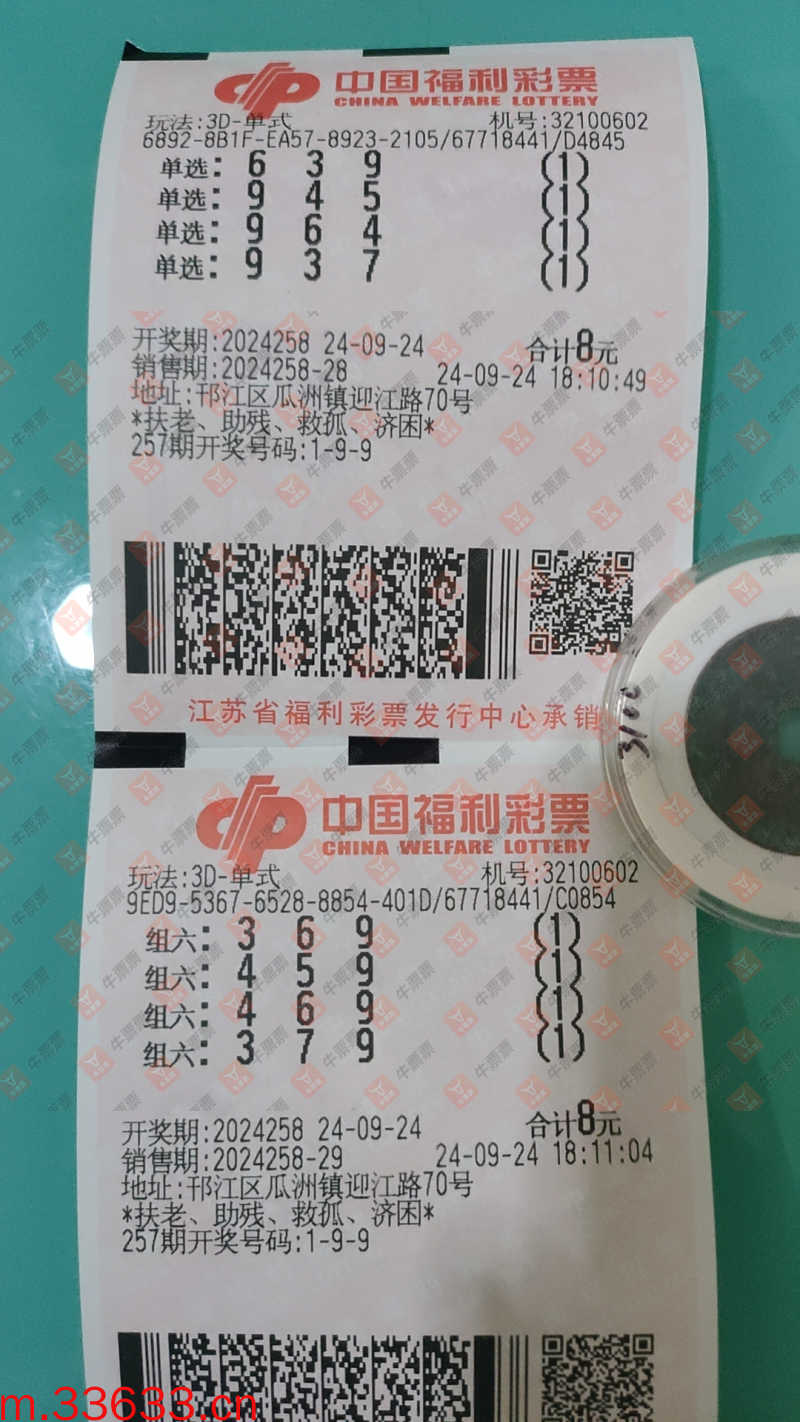 中国福利彩票
CHINA WELFARE LOTTERY
玩法:3D-单式 机号:32100602
6892-8B1F-EA57-8923-2105/67718441/D4845
单选: 6 3 9 (1)
单选: 9 4 5 (1)
单选: 9 6 4 (1)
单选: 9 3 7 (1)
开奖期:2024258 24-09-24 合计8元
销售期:2024258-28 24-09-24 18:10:49
地址:邗江区瓜洲镇迎江路70号
*扶老、助残、救孤、济困*
257期开奖号码:1-9-9
江苏省福利彩票发行中心承销
中国福利彩票
CHINA WELFARE LOTTERY
玩法:3D-单式 机号:32100602
9ED9-5367-6528-8854-401D/67718441/C0854
组六: 3 6 9 (1)
组六: 4 5 9 (1)
组六: 4 6 9 (1)
组六: 3 7 9 (1)
开奖期:2024258 24-09-24 合计8元
销售期:2024258-29 24-09-24 18:11:04
地址:邗江区瓜洲镇迎江路70号
*扶老、助残、救孤、济困*
257期开奖号码:1-9-9
牛票票
m.33633.cn